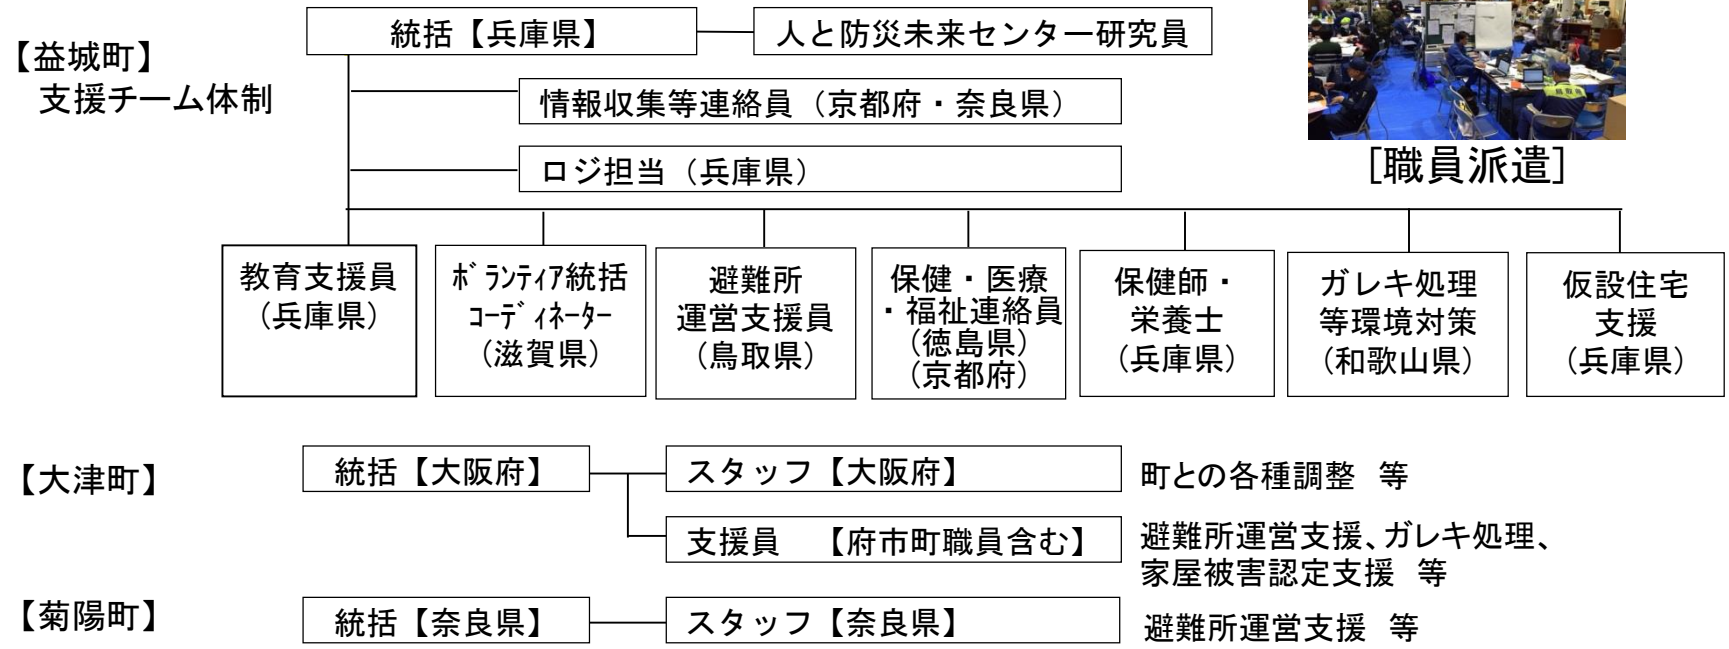 統括【兵庫県】
人と防災未来センター研究員
【益城町】
支援チーム体制
情報収集等連絡員（京都府・奈良県）
ロジ担当（兵庫県）
[職員派遣]
教育支援員
（兵庫県）
ﾎﾞﾗﾝﾃｨｱ統括
ｺｰﾃﾞｨﾈｰﾀｰ
（滋賀県）
避難所
運営支援員
（鳥取県）
保健・医療
・福祉連絡員
（徳島県）
（京都府）
保健師・
栄養士
（兵庫県）
ガレキ処理
等環境対策
（和歌山県）
仮設住宅
支援
（兵庫県）
【大津町】
統括【大阪府】
スタッフ【大阪府】
町との各種調整　等
支援員　【府市町職員含む】
避難所運営支援、ガレキ処理、
家屋被害認定支援　等
【菊陽町】
統括【奈良県】
スタッフ【奈良県】
避難所運営支援　等